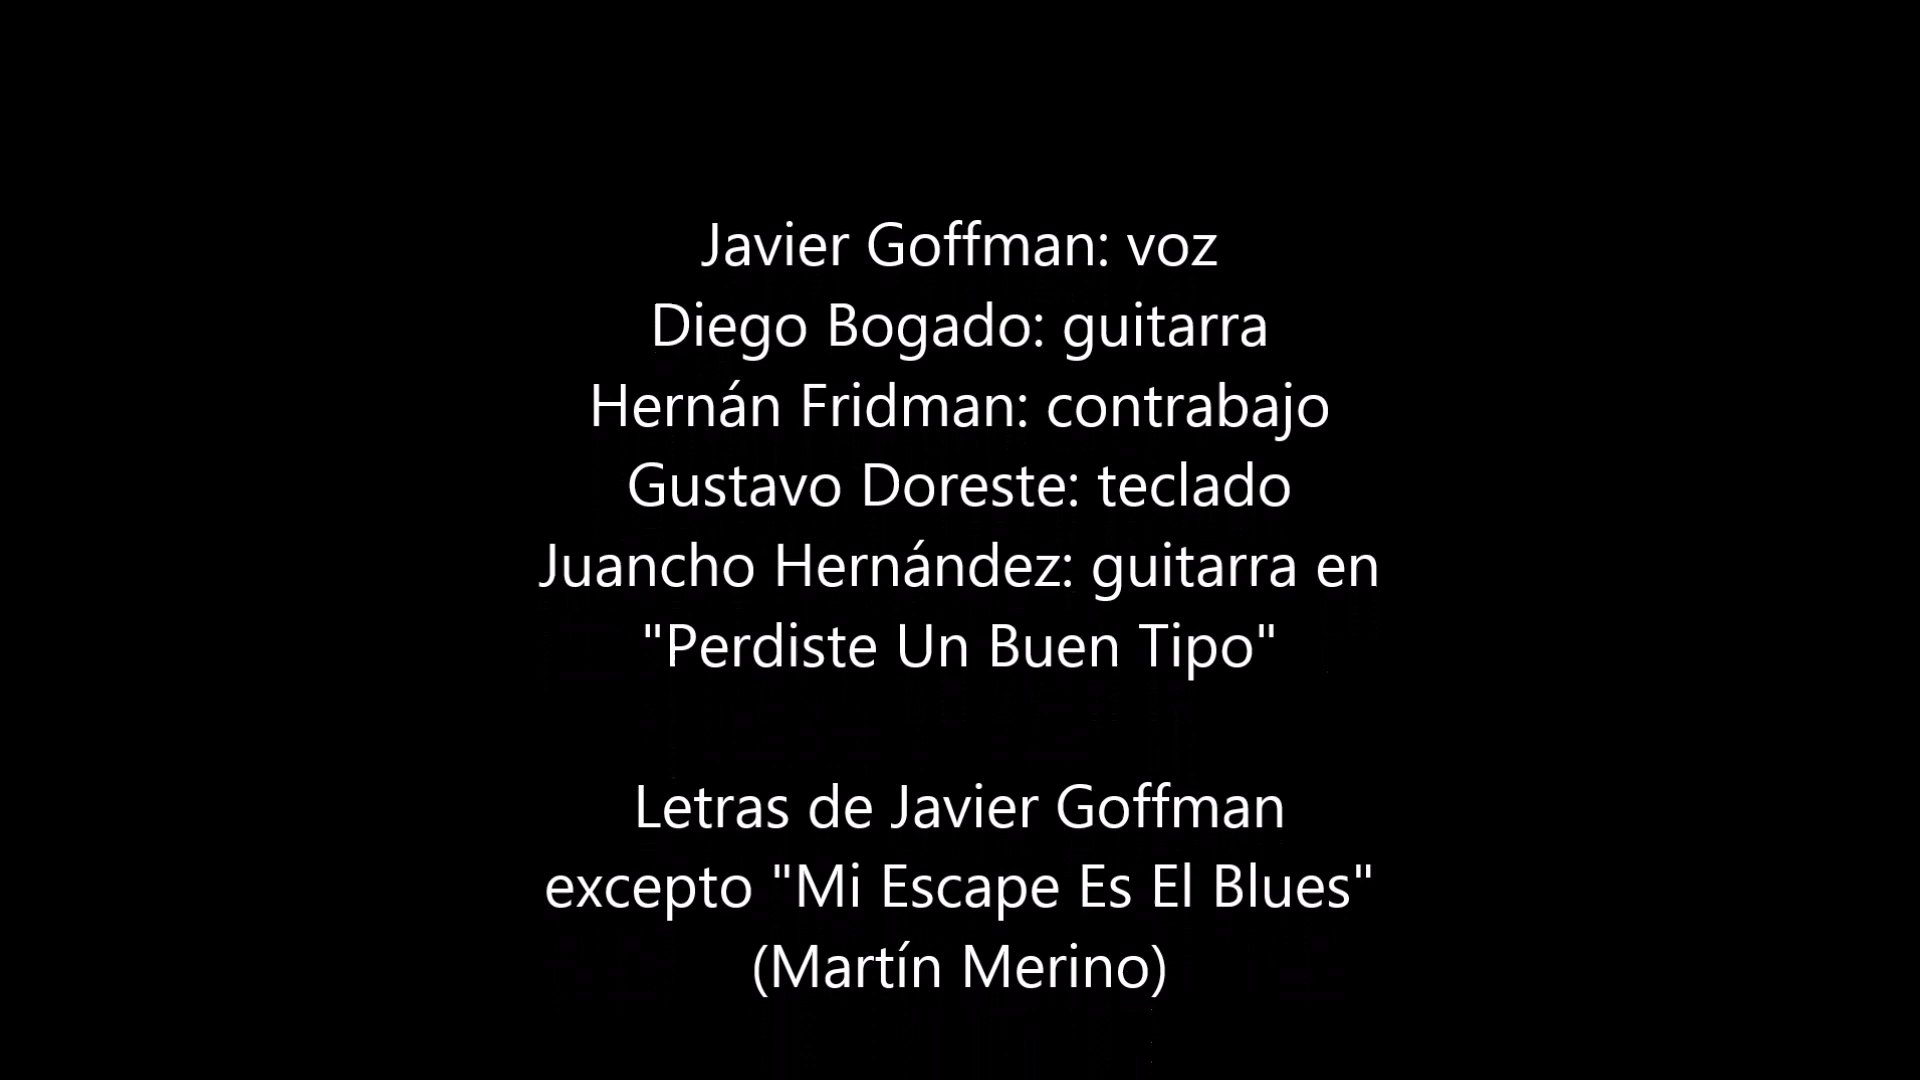 Javier Goffman: voz
Diego Bogado: guitarra
Hernán Fridman: contrabajo
Gustavo Doreste: teclado
Juancho Hernández: guitarra en
"Perdiste Un Buen Tipo"
Letras de Javier Goffman
excepto "Mi Escape Es El Blues"
(Martín Merino)